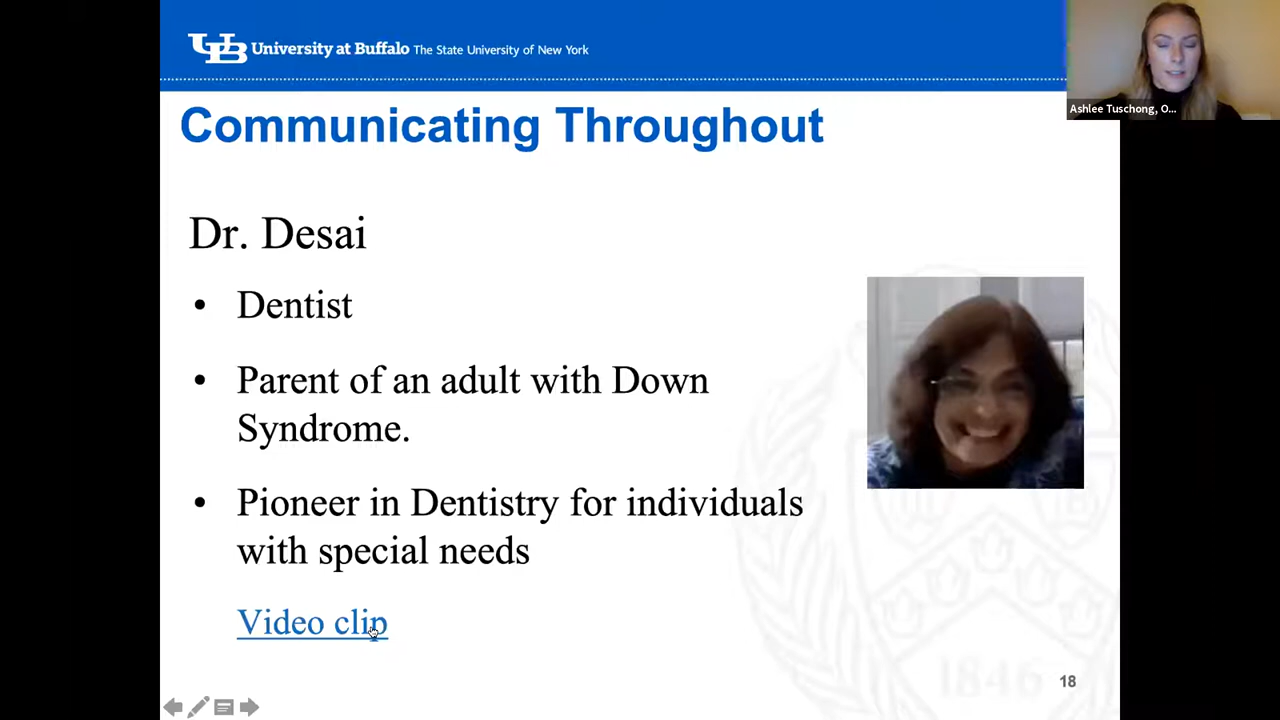 University at Buffalo The State University of New York
Ashlee Tuschong, O...
Communicating Throughout
Dr. Desai
• Dentist
• Parent of an adult with Down
Syndrome.
• Pioneer in Dentistry for individuals
with special needs
Video clip
1846
18